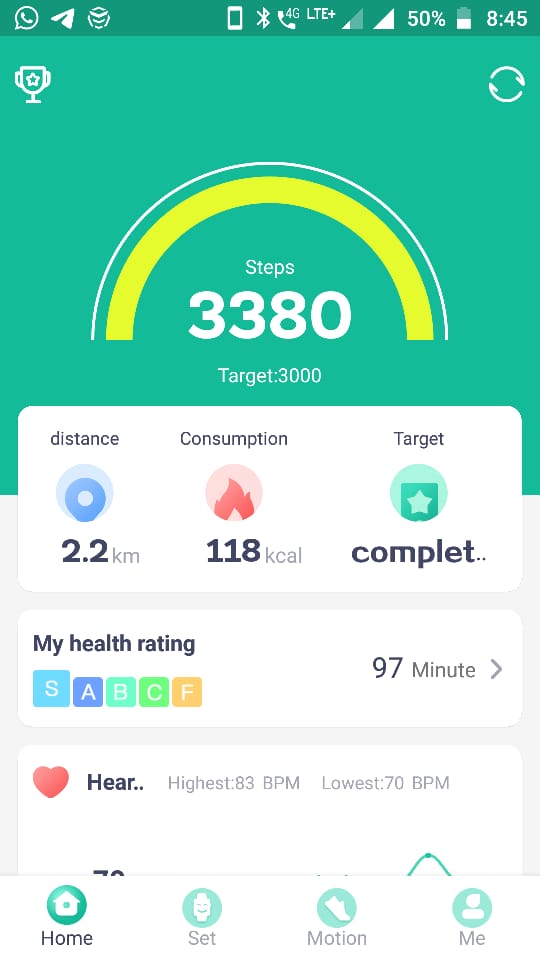 4G LTE+ 50% 8:45
Steps
3380
Target:3000
distance Consumption Target
2.2 km 118 kcal complet..
My health rating
97 Minute
S A B C F
Hear.. Highest:83 BPM Lowest:70 BPM
Home Set Motion Me